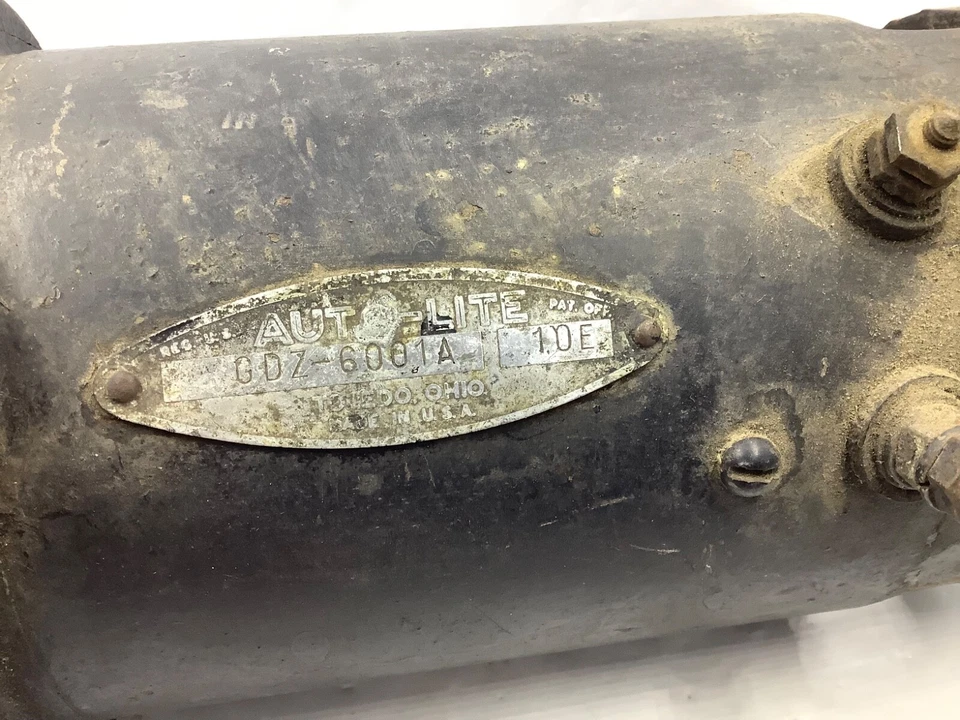 REG. U.S. AUTO-LITE PAT. OFF.
GDZ-6001A 10E
TOLEDO, OHIO.
MADE IN U.S.A.